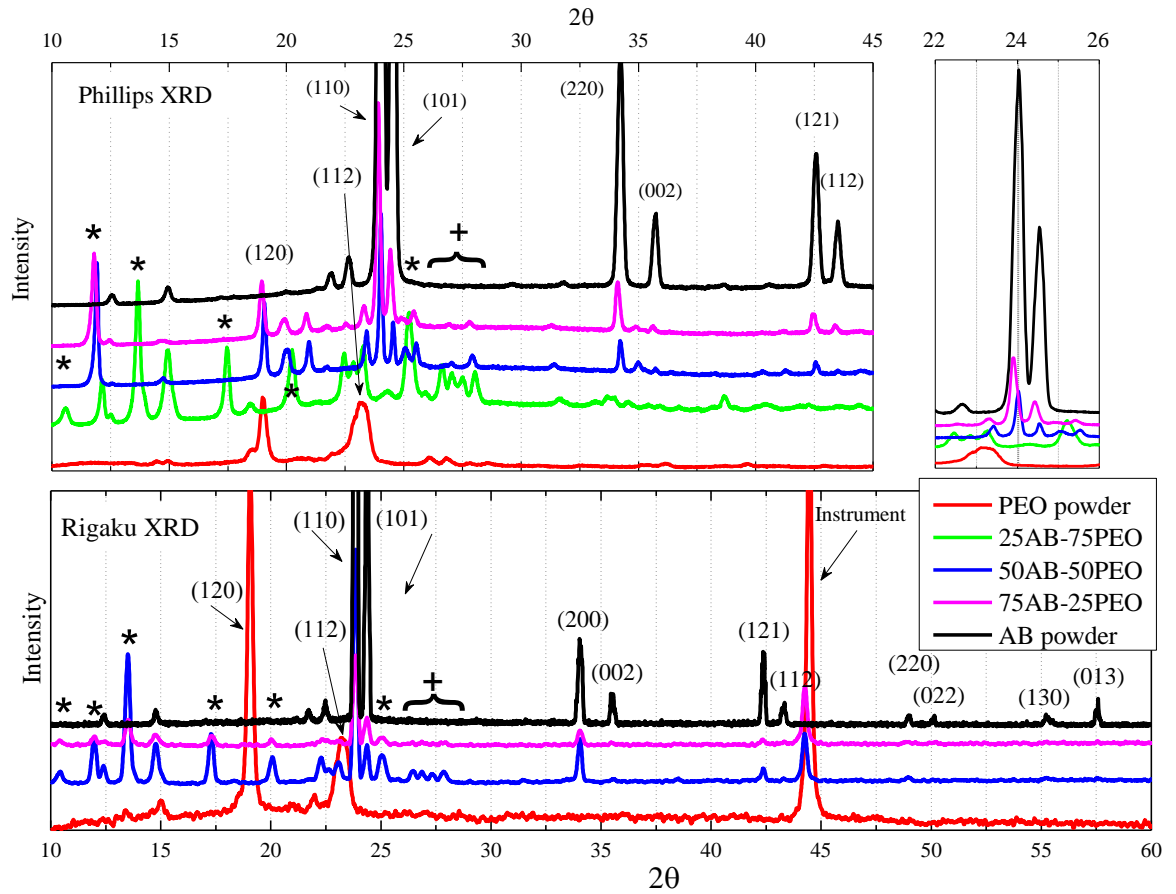 2θ
10 15 20 25 30 35 40 45
Phillips XRD
Intensity
(110)
(101)
(112)
(120)
(220)
(002)
(121)
(112)
* * * * * *
+
22 24 26
Rigaku XRD
Intensity
(120)
(110)
(101)
(112)
(200)
(002)
Instrument
(121)
(112)
(220)
(022)
(130)
(013)
* * * * * *
+
PEO powder
25AB-75PEO
50AB-50PEO
75AB-25PEO
AB powder
10 15 20 25 30 35 40 45 50 55 60
2θ